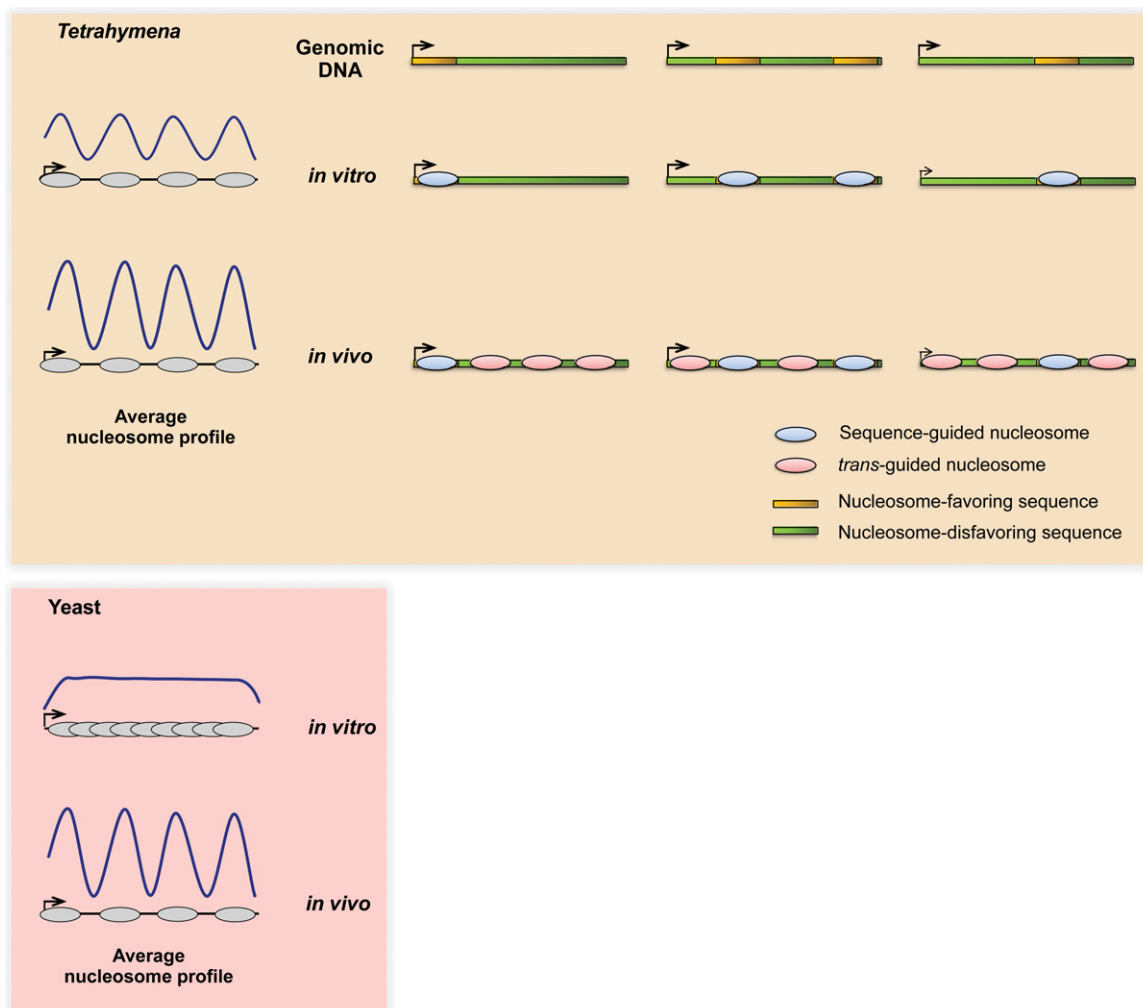 Tetrahymena
Genomic
DNA
in vitro
in vivo
Average
nucleosome profile
Sequence-guided nucleosome
trans-guided nucleosome
Nucleosome-favoring sequence
Nucleosome-disfavoring sequence
Yeast
in vitro
in vivo
Average
nucleosome profile